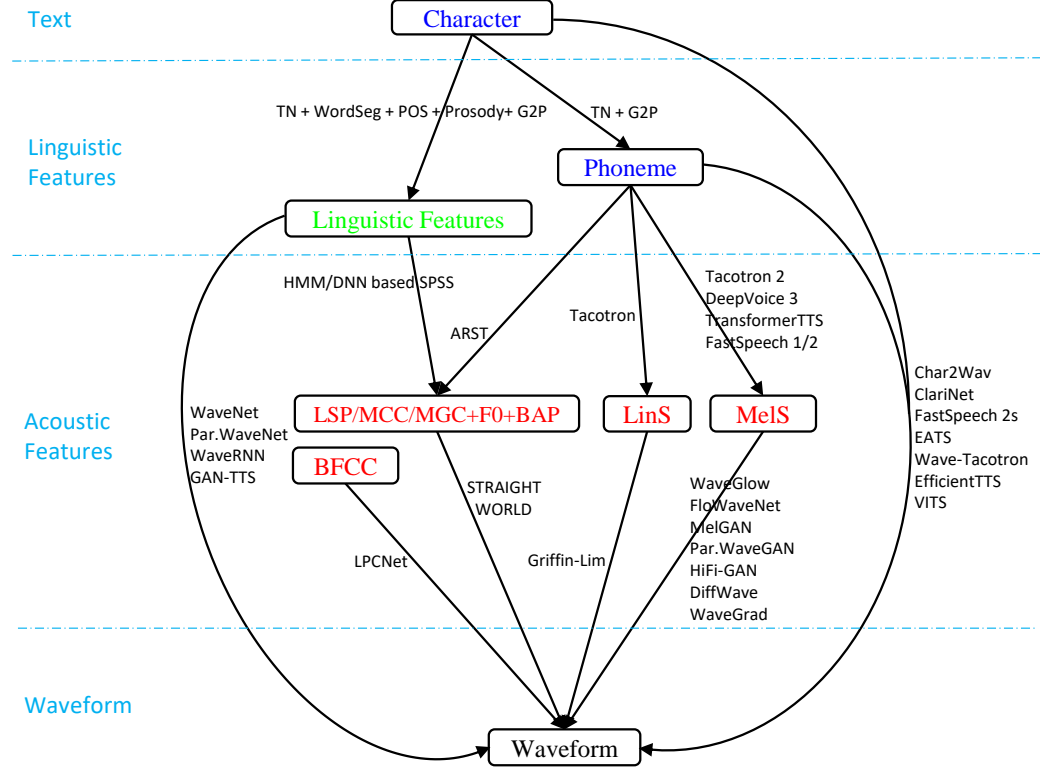 Text
Character
TN + WordSeg + POS + Prosody+ G2P
TN + G2P
Linguistic
Features
Phoneme
Linguistic Features
HMM/DNN based SPSS
ARST
Tacotron
Tacotron 2
DeepVoice 3
TransformerTTS
FastSpeech 1/2
Acoustic
Features
WaveNet
Par.WaveNet
WaveRNN
GAN-TTS
LSP/MCC/MGC+F0+BAP
LinS
MelS
BFCC
Char2Wav
ClariNet
FastSpeech 2s
EATS
Wave-Tacotron
EfficientTTS
VITS
STRAIGHT
WORLD
LPCNet
Griffin-Lim
WaveGlow
FloWaveNet
MelGAN
Par.WaveGAN
HiFi-GAN
DiffWave
WaveGrad
Waveform
Waveform